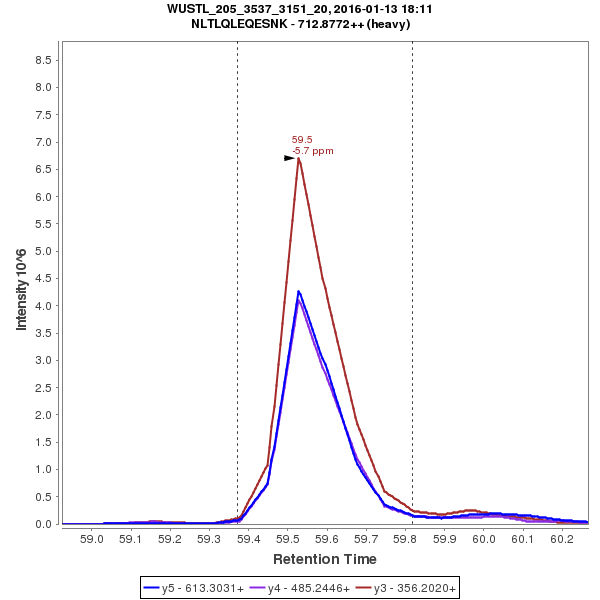 WUSTL_205_3537_3151_20, 2016-01-13 18:11
NLTLQLEQESNK - 712.8772++ (heavy)
8.5
8.0
7.5
7.0
6.5
6.0
5.5
5.0
4.5
4.0
3.5
3.0
2.5
2.0
1.5
1.0
0.5
0.0
Intensity 10^6
59.5
-5.7 ppm
59.0 59.1 59.2 59.3 59.4 59.5 59.6 59.7 59.8 59.9 60.0 60.1 60.2
Retention Time
y5 - 613.3031+ y4 - 485.2446+ y3 - 356.2020+